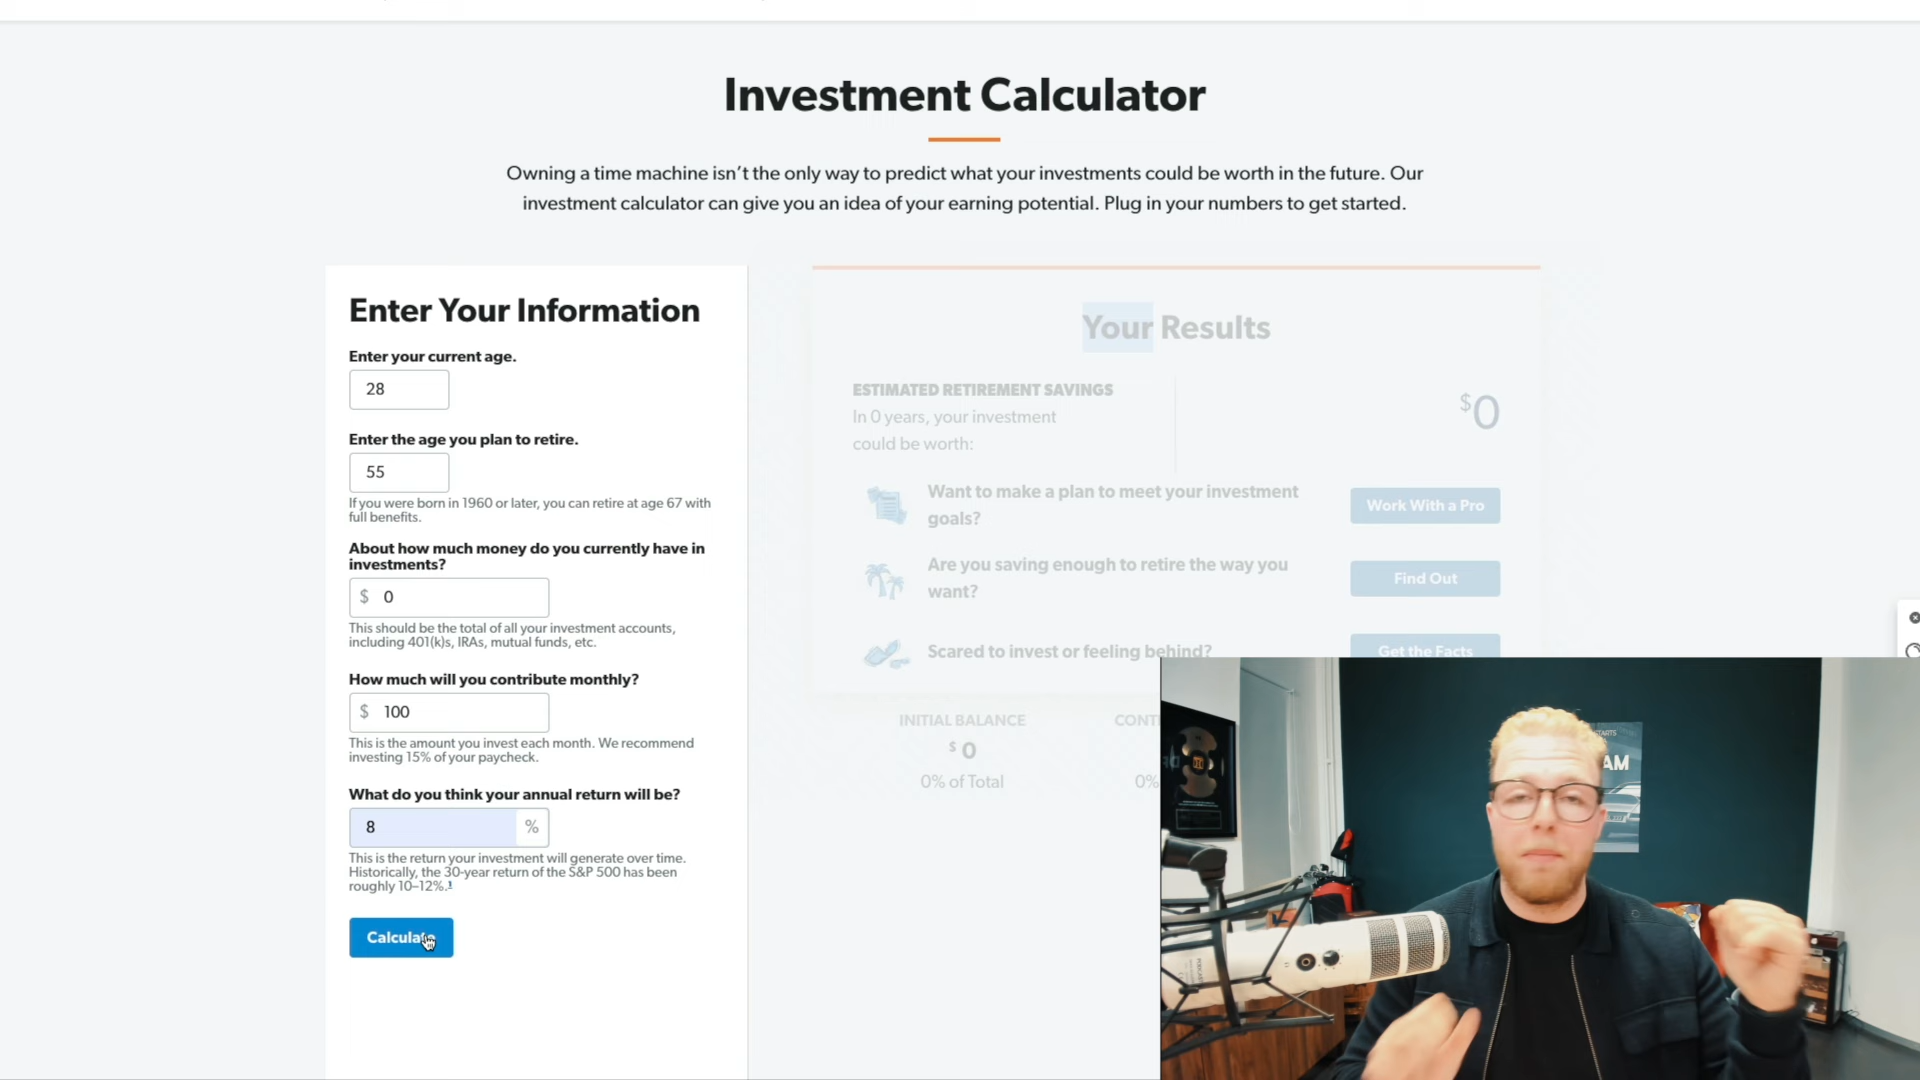 Investment Calculator
Owning a time machine isn't the only way to predict what your investments could be worth in the future. Our
investment calculator can give you an idea of your earning potential. Plug in your numbers to get started.
Enter Your Information
Enter your current age.
28
Enter the age you plan to retire.
55
If you were born in 1960 or later, you can retire at age 67 with
full benefits.
About how much money do you currently have in
investments?
$ 0
This should be the total of all your investment accounts,
including 401(k)s, IRAs, mutual funds, etc.
How much will you contribute monthly?
$ 100
This is the amount you invest each month. We recommend
investing 15% of your paycheck.
What do you think your annual return will be?
8 %
This is the return your investment will generate over time.
Historically, the 30-year return of the S&P 500 has been
roughly 10–12%.1
Calculate
Your Results
ESTIMATED RETIREMENT SAVINGS
In 0 years, your investment
could be worth:
$0
Want to make a plan to meet your investment
goals?
Work With a Pro
Are you saving enough to retire the way you
want?
Find Out
Scared to invest or feeling behind?
Get the Facts
INITIAL BALANCE
$ 0
0% of Total
CONT
0%
STARTS
AM